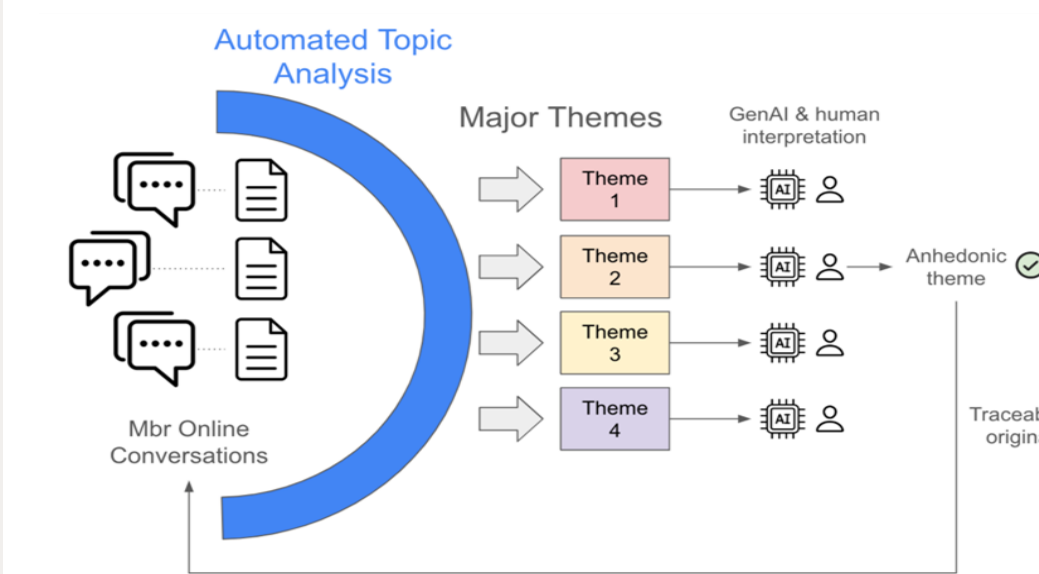 Automated Topic
Analysis
Major Themes
GenAI & human
interpretation
Theme
1
AI
Theme
2
AI
Anhedonic
theme
Theme
3
AI
Theme
4
AI
Mbr Online
Conversations